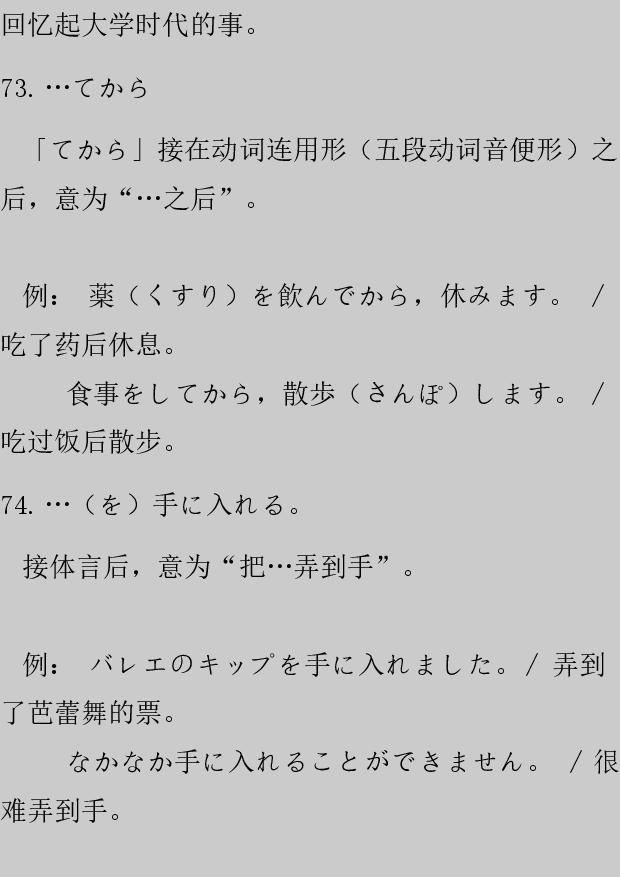 回忆起大学时代的事。
73. …てから
「てから」接在动词连用形（五段动词音便形）之
后，意为“…之后”。
例： 薬（くすり）を飲んでから，休みます。 /
吃了药后休息。
食事をしてから，散歩（さんぽ）します。 /
吃过饭后散步。
74. …（を）手に入れる。
接体言后，意为“把…弄到手”。
例： バレエのキップを手に入れました。/ 弄到
了芭蕾舞的票。
なかなか手に入れることができません。 / 很
难弄到手。